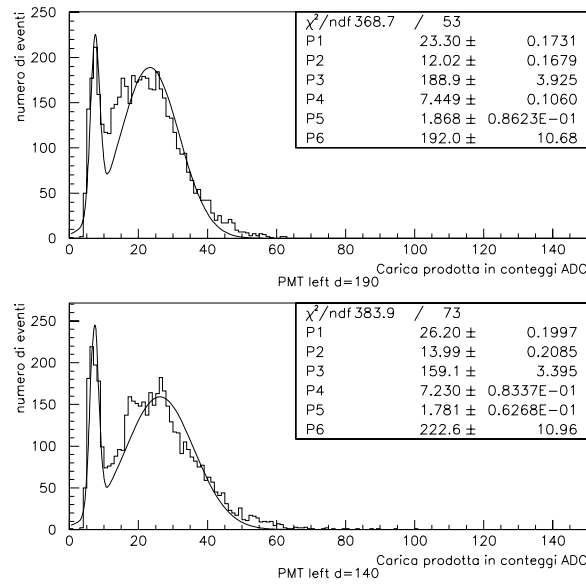 250
200
150
100
50
0
numero di eventi
χ²/ndf 368.7 / 53
P1 23.30 ± 0.1731
P2 12.02 ± 0.1679
P3 188.9 ± 3.925
P4 7.449 ± 0.1060
P5 1.868 ± 0.8623E-01
P6 192.0 ± 10.68
0 20 40 60 80 100 120 140
Carica prodotta in conteggi ADC
PMT left d=190
250
200
150
100
50
0
numero di eventi
χ²/ndf 383.9 / 73
P1 26.20 ± 0.1997
P2 13.99 ± 0.2085
P3 159.1 ± 3.395
P4 7.230 ± 0.8337E-01
P5 1.781 ± 0.6268E-01
P6 222.6 ± 10.96
0 20 40 60 80 100 120 140
Carica prodotta in conteggi ADC
PMT left d=140